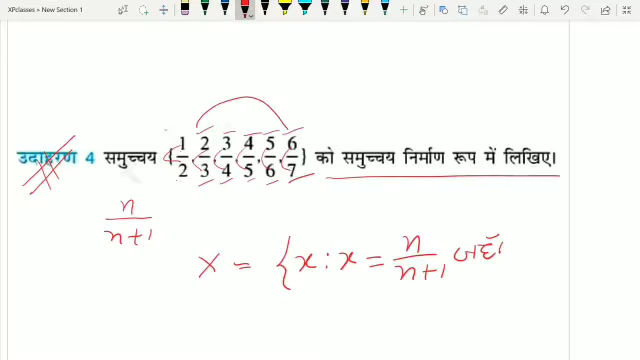 XPclasses » New Section 1
उदाहरण 4 समुच्चय {1/2, 2/3, 3/4, 4/5, 5/6, 6/7} को समुच्चय निर्माण रूप में लिखिए।
n/(n+1)
X = { x : x = n/(n+1) जहाँ